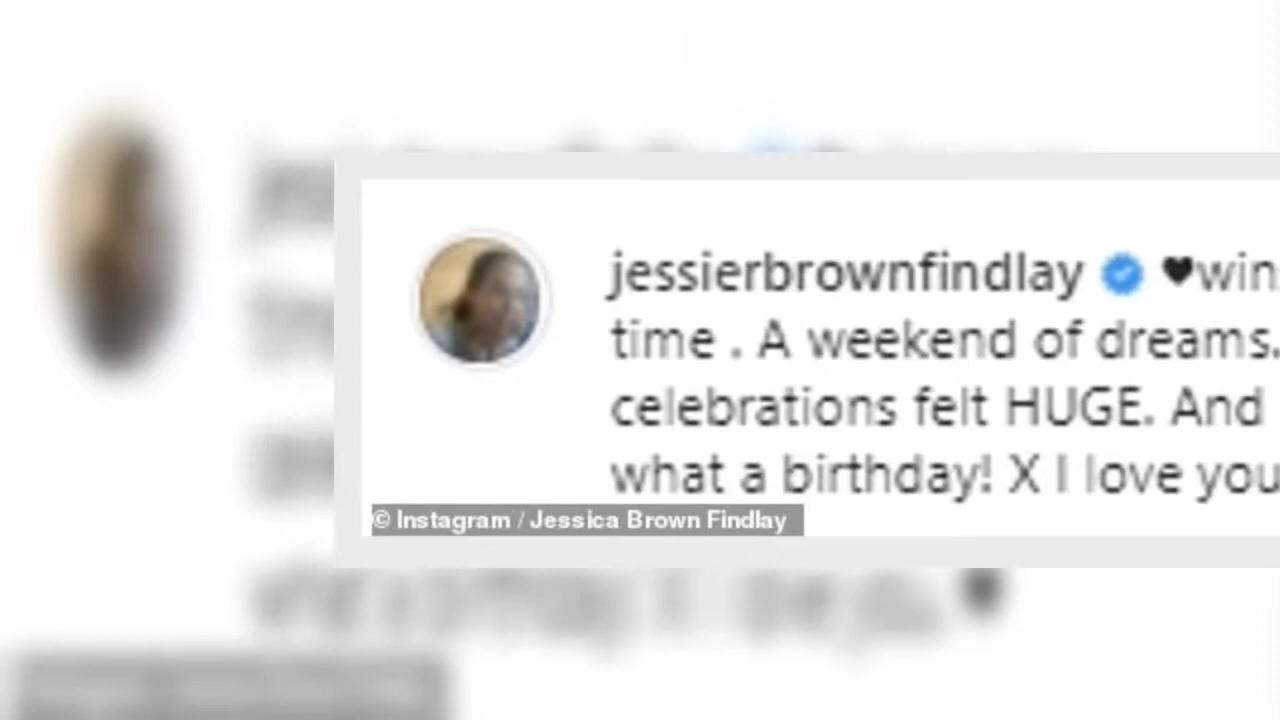 jessierbrownfindlay ♥win
time . A weekend of dreams.
celebrations felt HUGE. And
what a birthday! X I love you
© Instagram / Jessica Brown Findlay